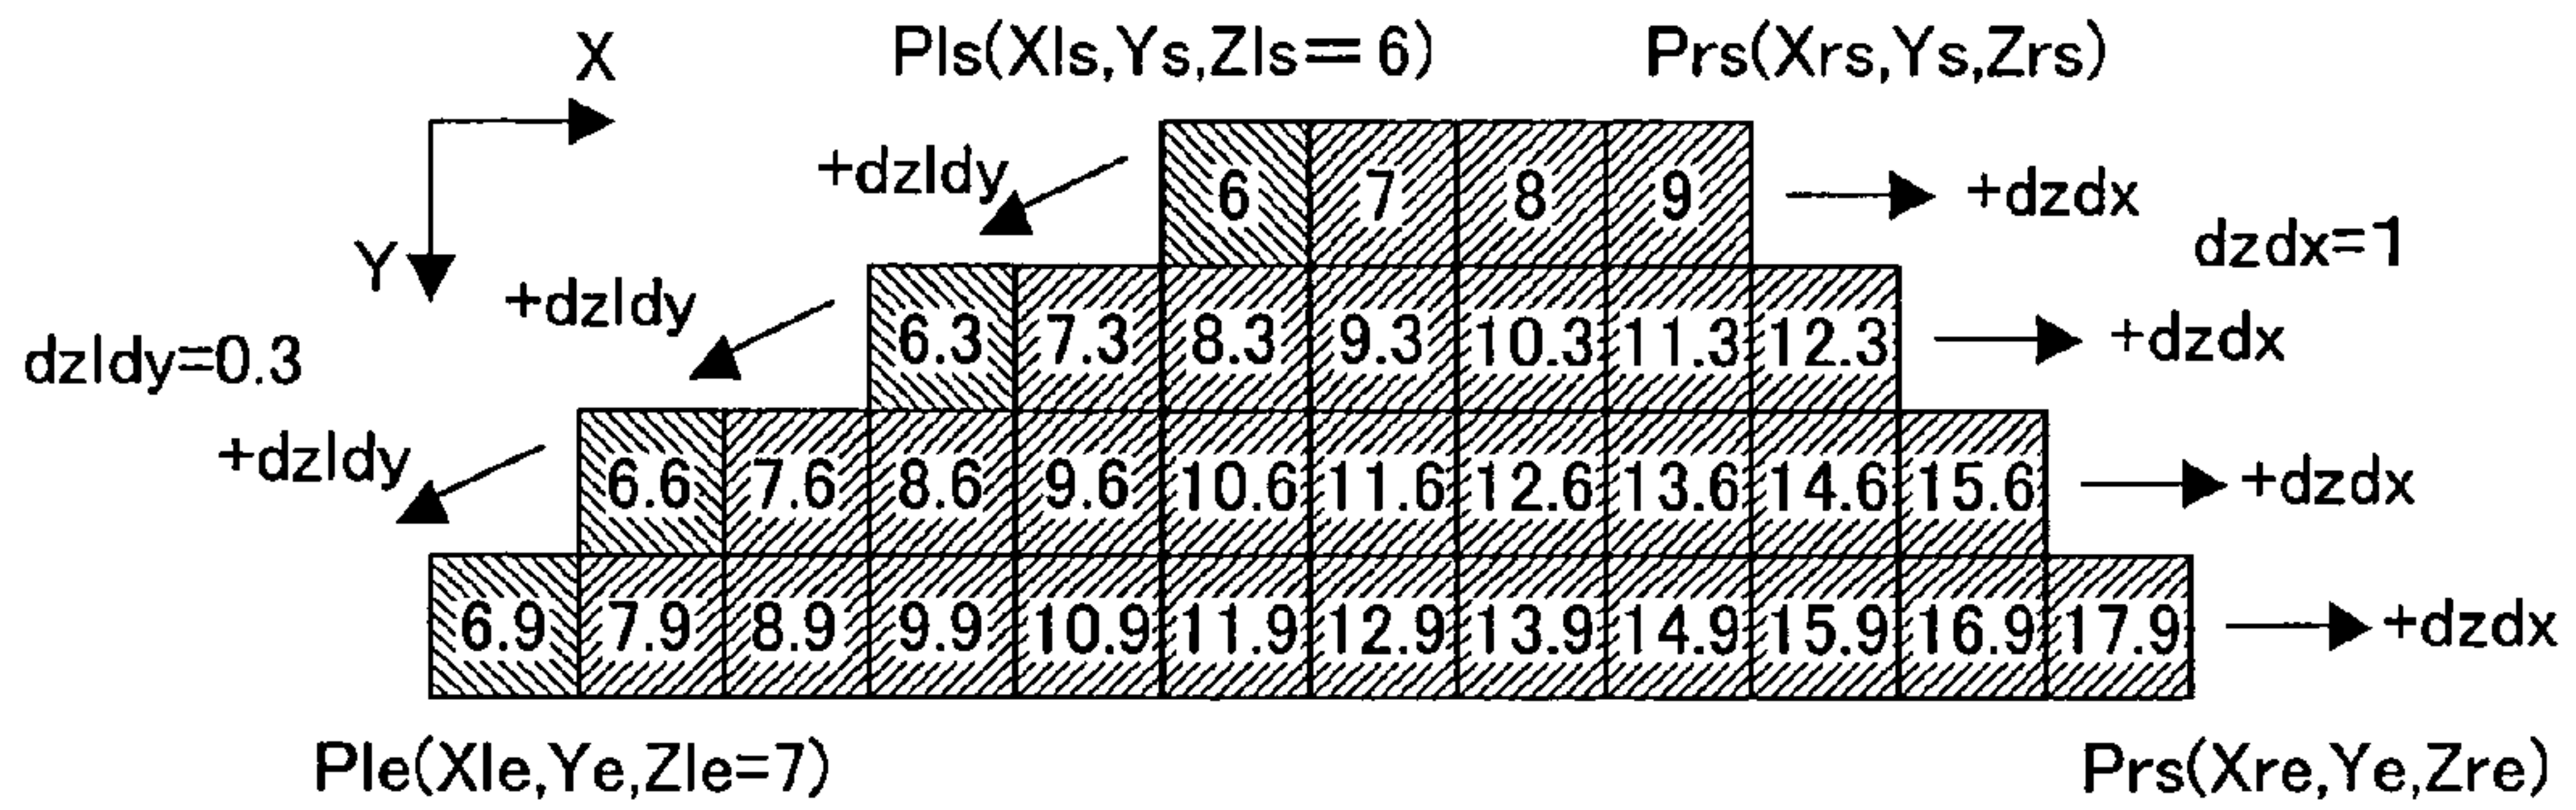 X
Pls(Xls,Ys,Zls=6)
Prs(Xrs,Ys,Zrs)
Y
+dzldy
6 7 8 9
+dzdx
dzdx=1
+dzldy
6.3 7.3 8.3 9.3 10.3 11.3 12.3
+dzdx
dzldy=0.3
+dzldy
6.6 7.6 8.6 9.6 10.6 11.6 12.6 13.6 14.6 15.6
+dzdx
6.9 7.9 8.9 9.9 10.9 11.9 12.9 13.9 14.9 15.9 16.9 17.9
+dzdx
Ple(Xle,Ye,Zle=7)
Prs(Xre,Ye,Zre)